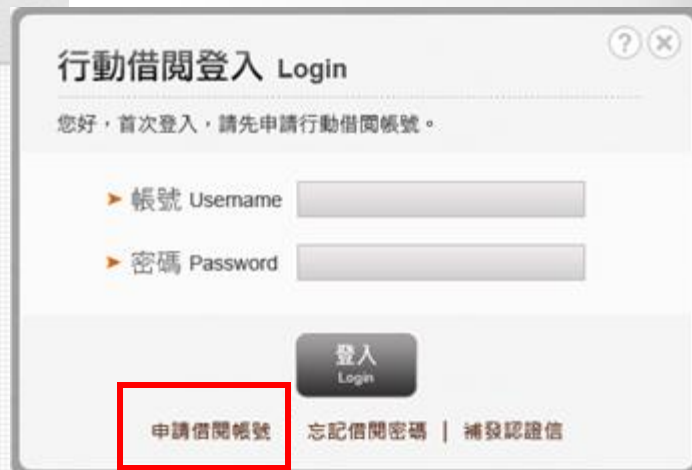 行動借閱登入 Login
您好，首次登入，請先申請行動借閱帳號。
➤ 帳號 Username
➤ 密碼 Password
登入
Login
申請借閱帳號 忘記借閱密碼 | 補發認證信